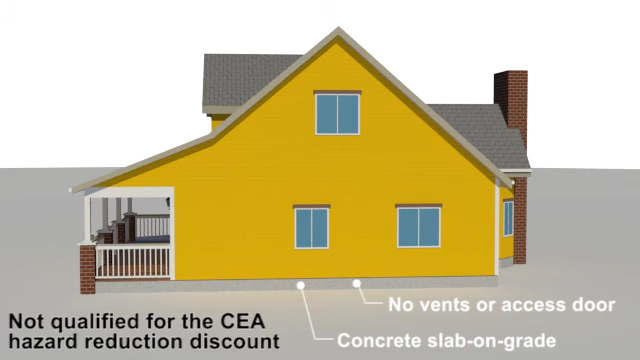 No vents or access door
Not qualified for the CEA
hazard reduction discount
Concrete slab-on-grade